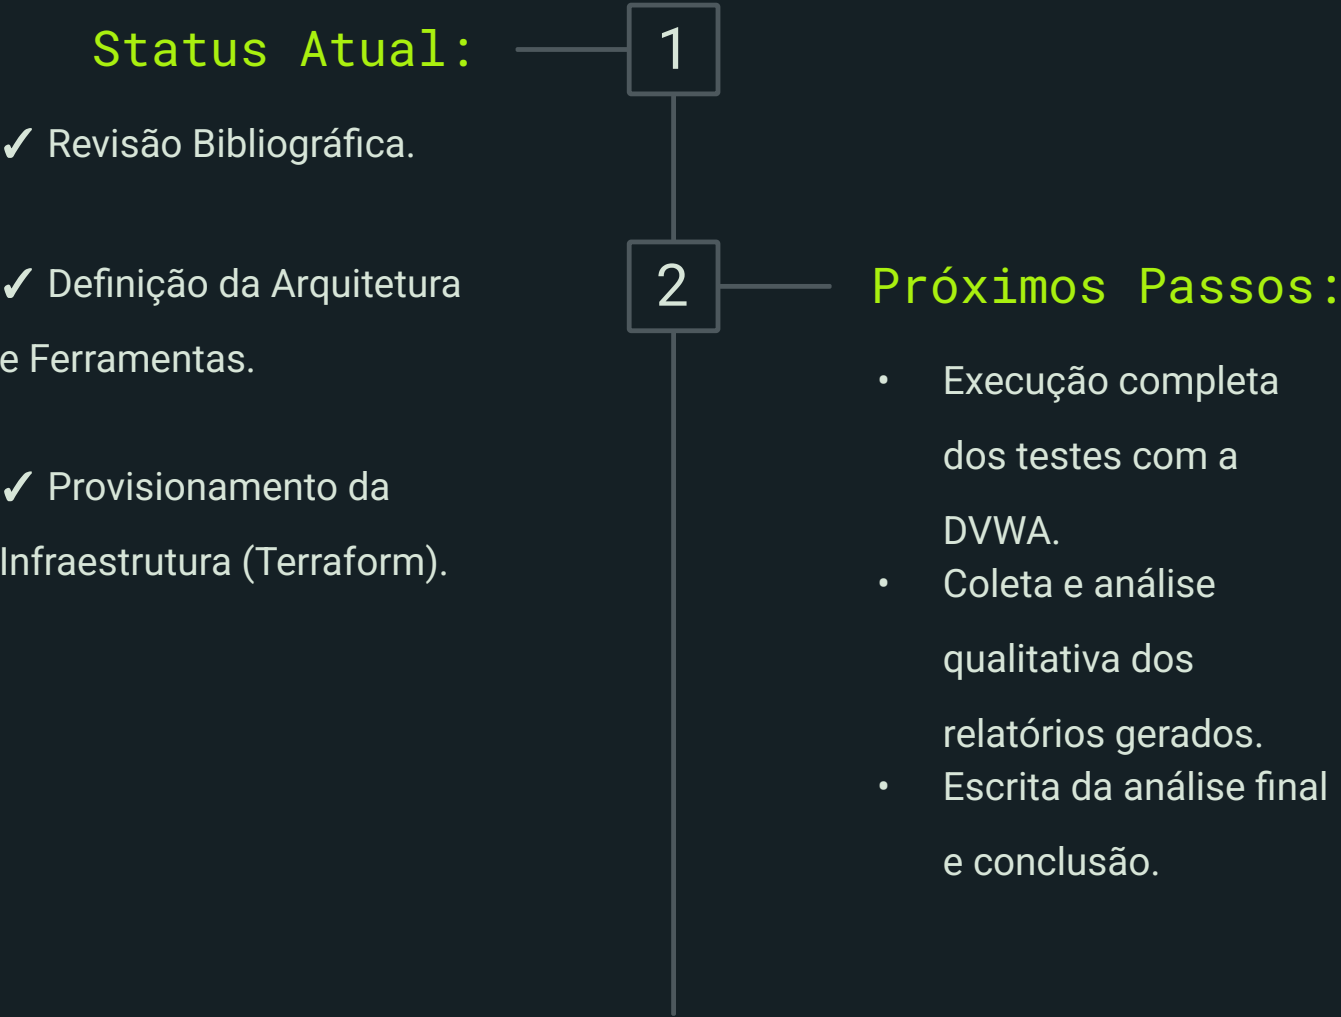 Status Atual:
1
✓ Revisão Bibliográfica.
✓ Definição da Arquitetura
e Ferramentas.
✓ Provisionamento da
Infraestrutura (Terraform).
2
Próximos Passos:
• Execução completa
dos testes com a
DVWA.
• Coleta e análise
qualitativa dos
relatórios gerados.
• Escrita da análise final
e conclusão.